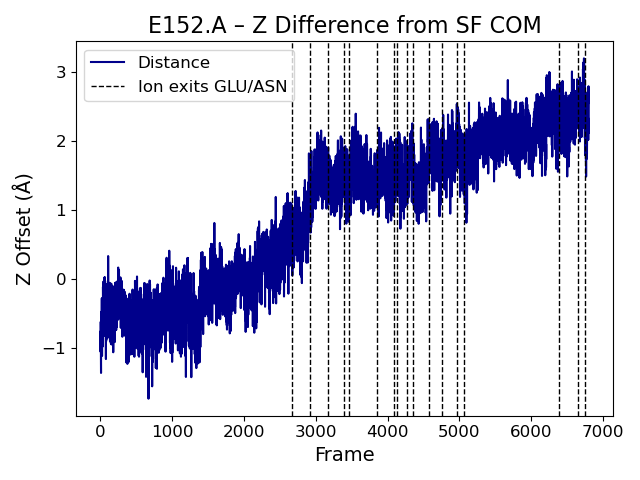 E152.A – Z Difference from SF COM
Distance
Ion exits GLU/ASN
Z Offset (Å)
3
2
1
0
−1
0 1000 2000 3000 4000 5000 6000 7000
Frame